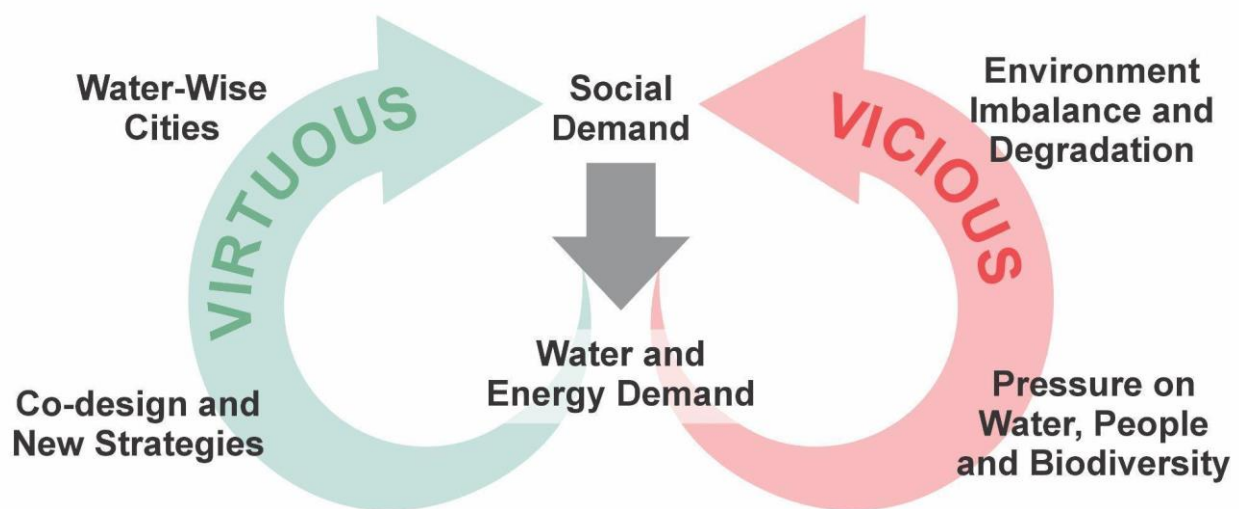 Water-Wise
Cities
VIRTUOUS
Social
Demand
VICIOUS
Environment
Imbalance and
Degradation
Water and
Energy Demand
Co-design and
New Strategies
Pressure on
Water, People
and Biodiversity